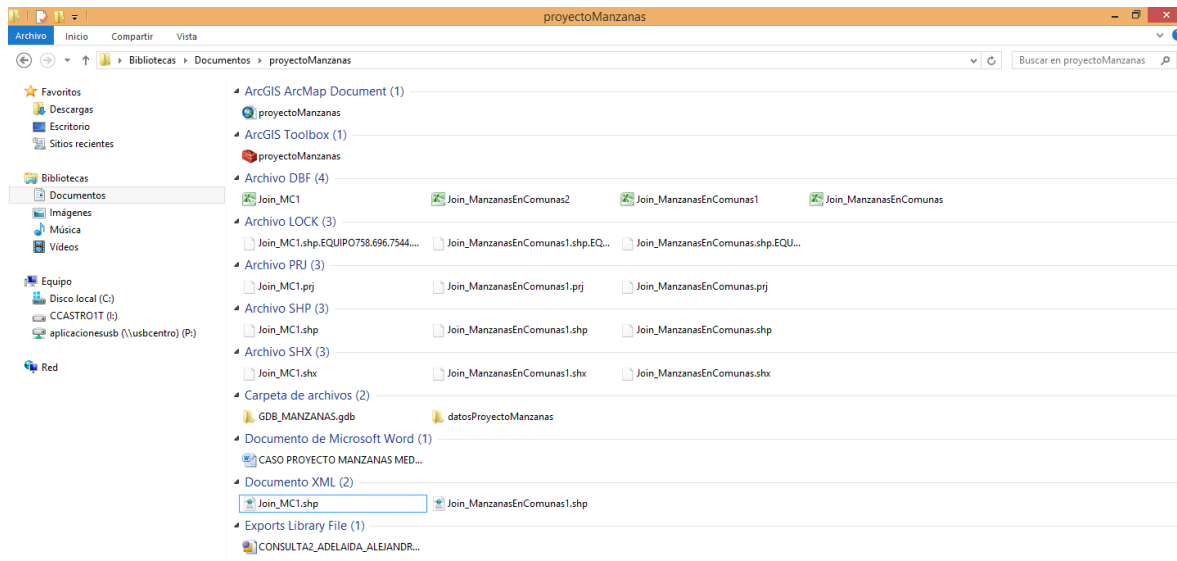 proyectoManzanas
Archivo Inicio Compartir Vista
Bibliotecas Documentos proyectoManzanas Buscar en proyectoManzanas
Favoritos
Descargas
Escritorio
Sitios recientes
Bibliotecas
Documentos
Imágenes
Música
Vídeos
Equipo
Disco local (C:)
CCASTRO1T (I:)
aplicacionesusb (\\usbcentro) (P:)
Red
ArcGIS ArcMap Document (1)
proyectoManzanas
ArcGIS Toolbox (1)
proyectoManzanas
Archivo DBF (4)
Join_MC1 Join_ManzanasEnComunas2 Join_ManzanasEnComunas1 Join_ManzanasEnComunas
Archivo LOCK (3)
Join_MC1.shp.EQUIPO758.696.7544.... Join_ManzanasEnComunas1.shp.EQ... Join_ManzanasEnComunas.shp.EQU...
Archivo PRJ (3)
Join_MC1.prj Join_ManzanasEnComunas1.prj Join_ManzanasEnComunas.prj
Archivo SHP (3)
Join_MC1.shp Join_ManzanasEnComunas1.shp Join_ManzanasEnComunas.shp
Archivo SHX (3)
Join_MC1.shx Join_ManzanasEnComunas1.shx Join_ManzanasEnComunas.shx
Carpeta de archivos (2)
GDB_MANZANAS.gdb datosProyectoManzanas
Documento de Microsoft Word (1)
CASO PROYECTO MANZANAS MED...
Documento XML (2)
Join_MC1.shp Join_ManzanasEnComunas1.shp
Exports Library File (1)
CONSULTA2_ADELAIDA_ALEJANDR...